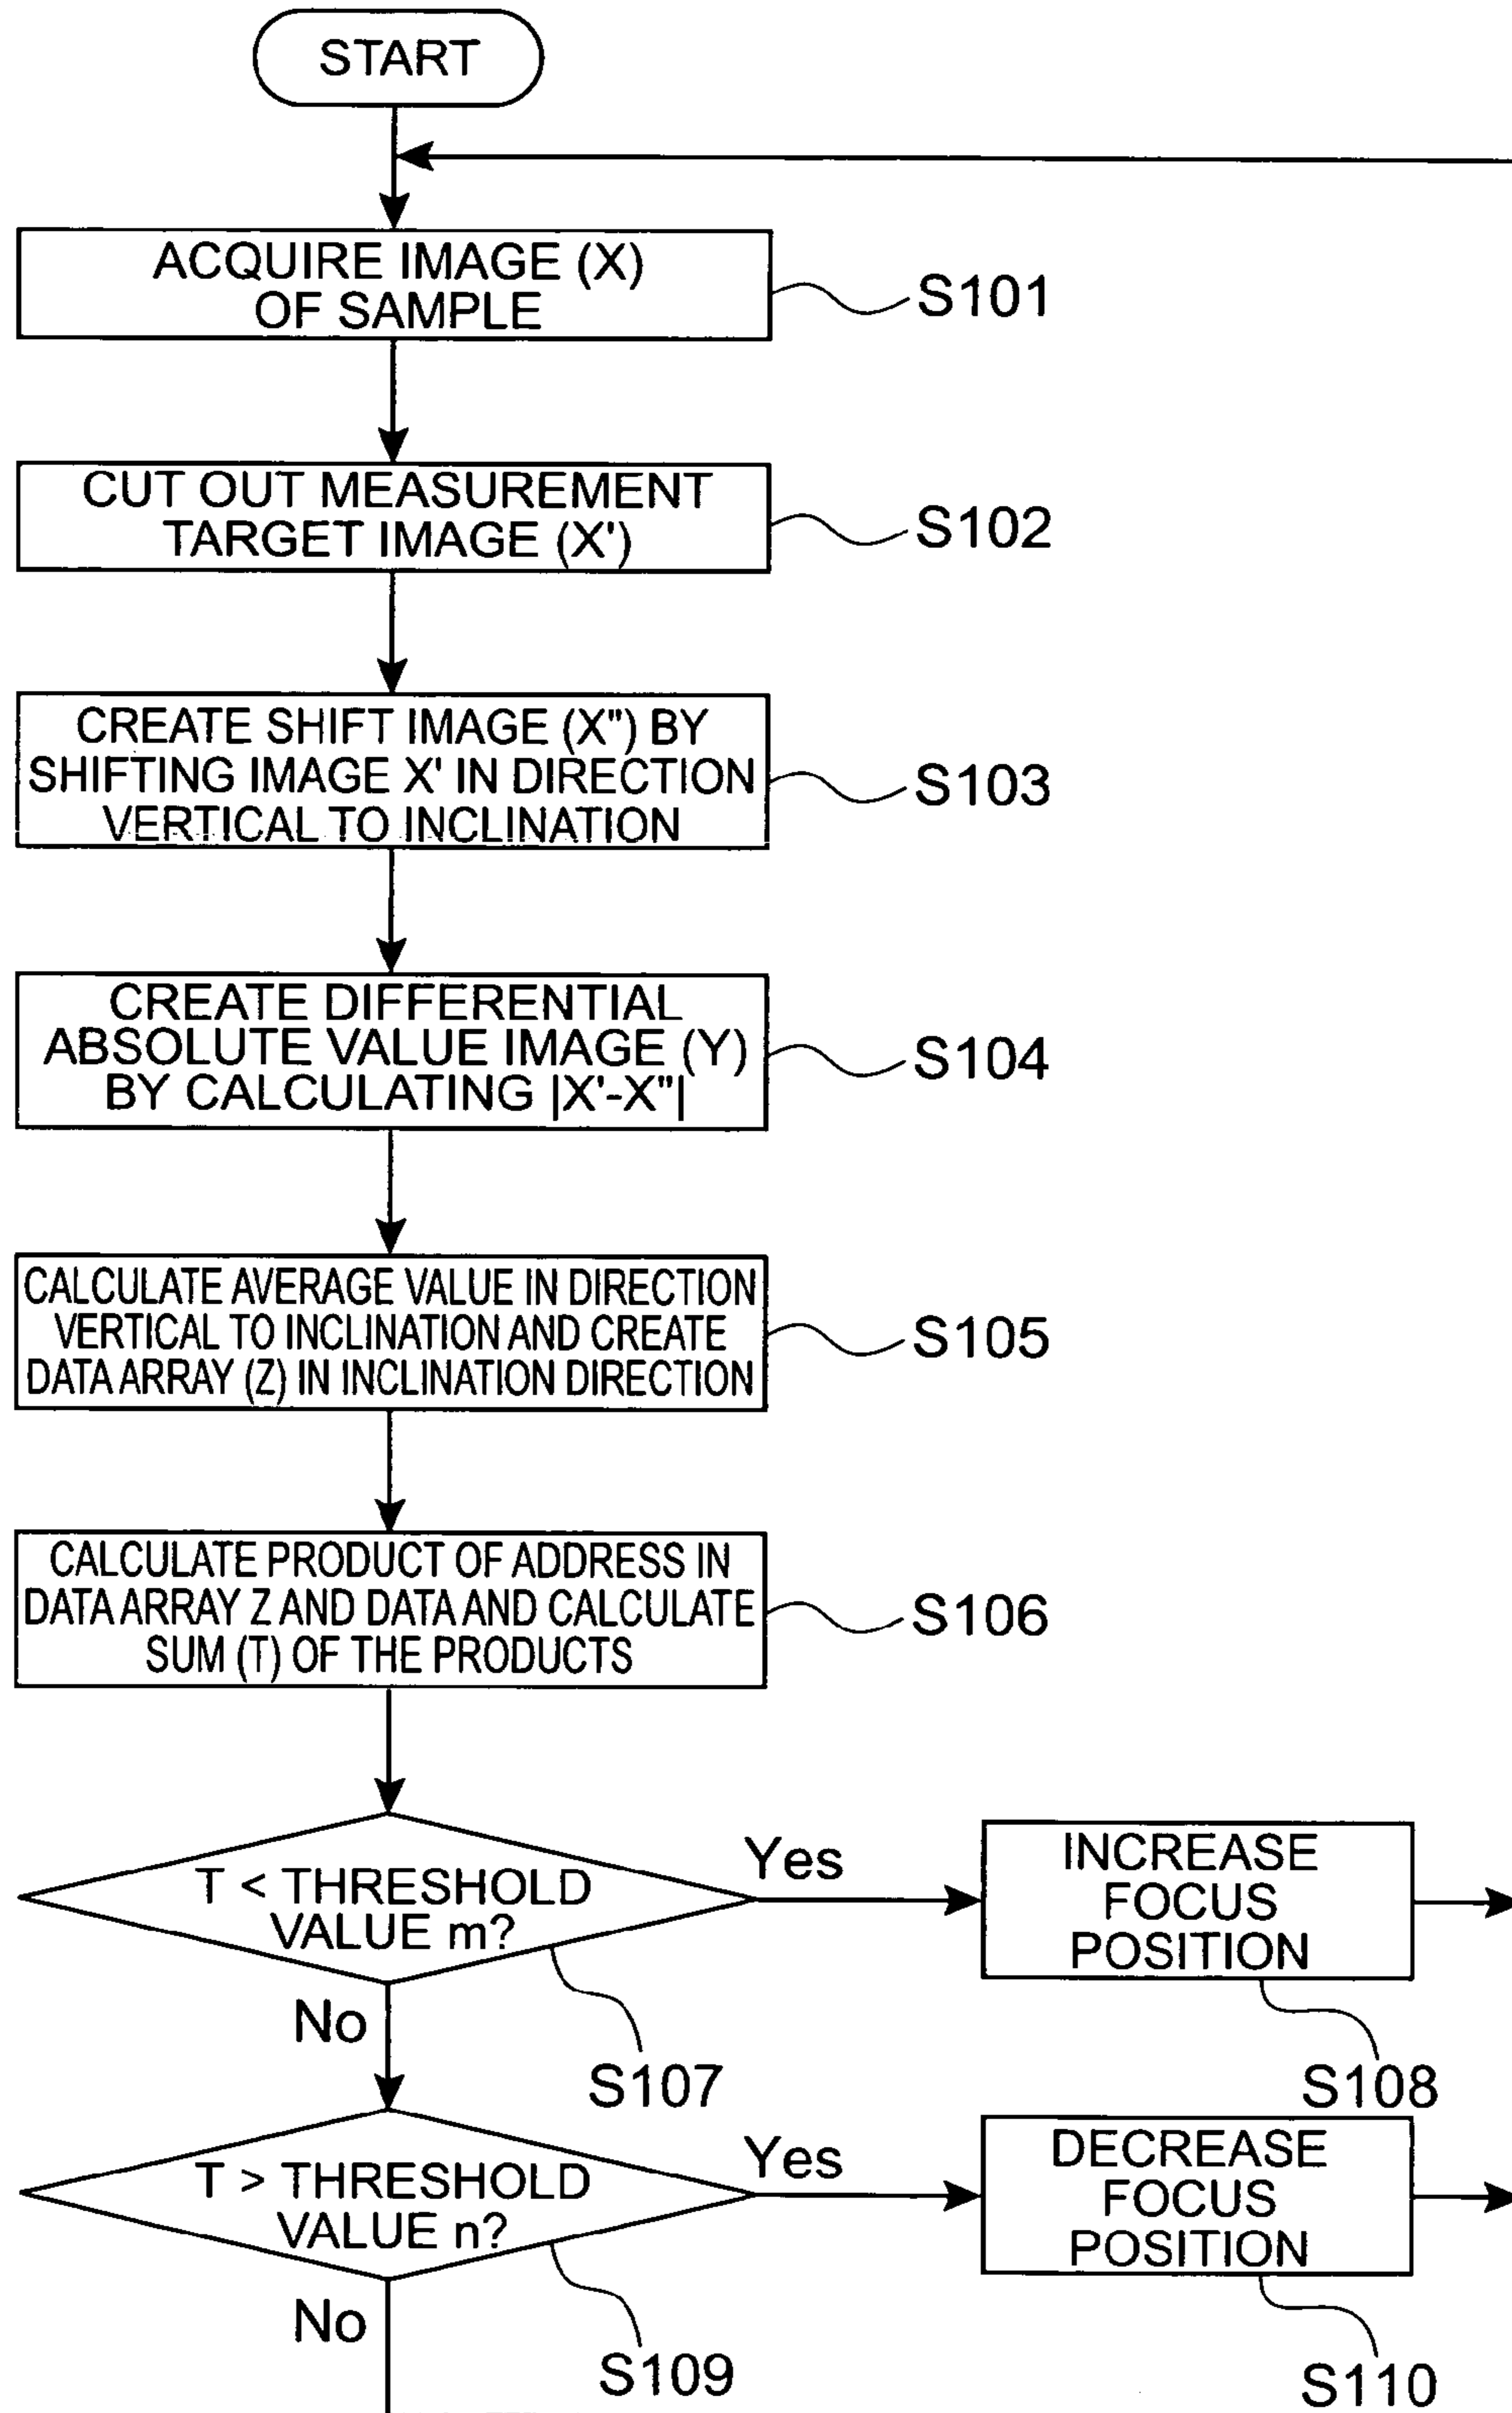 START
ACQUIRE IMAGE (X)
OF SAMPLE
S101
CUT OUT MEASUREMENT
TARGET IMAGE (X')
S102
CREATE SHIFT IMAGE (X") BY
SHIFTING IMAGE X' IN DIRECTION
VERTICAL TO INCLINATION
S103
CREATE DIFFERENTIAL
ABSOLUTE VALUE IMAGE (Y)
BY CALCULATING |X'-X"|
S104
CALCULATE AVERAGE VALUE IN DIRECTION
VERTICAL TO INCLINATION AND CREATE
DATA ARRAY (Z) IN INCLINATION DIRECTION
S105
CALCULATE PRODUCT OF ADDRESS IN
DATA ARRAY Z AND DATA AND CALCULATE
SUM (T) OF THE PRODUCTS
S106
T < THRESHOLD
VALUE m?
Yes
INCREASE
FOCUS
POSITION
No
S107
S108
T > THRESHOLD
VALUE n?
Yes
DECREASE
FOCUS
POSITION
No
S109
S110